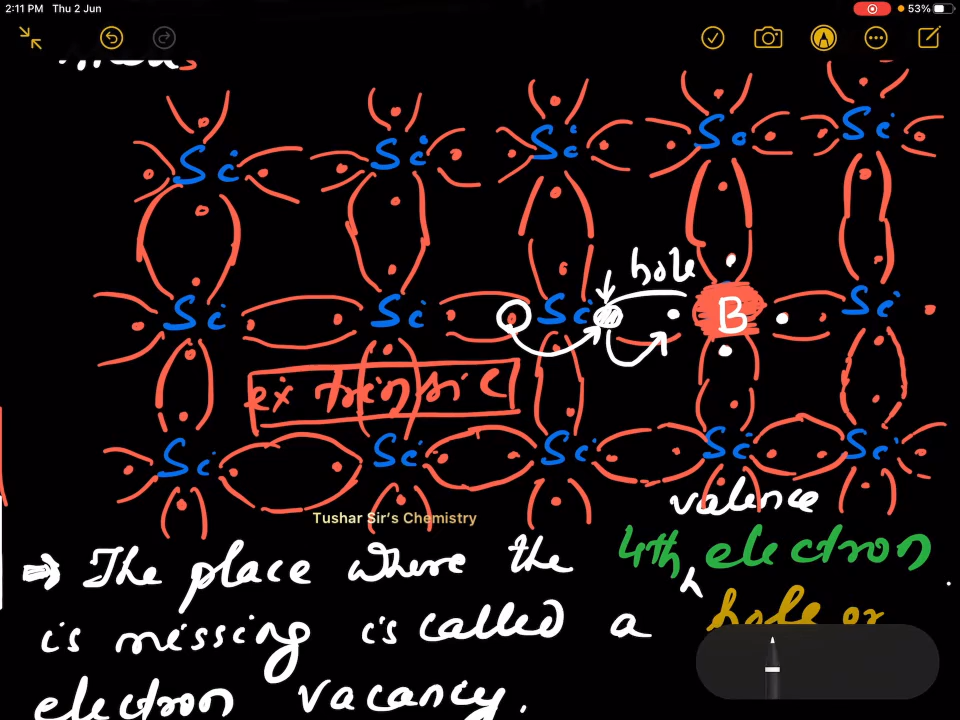 2:11 PM Thu 2 Jun
53%
Si Si Si Si Si
hole
Si Si Si B Si
extrinsic
Si Si Si Si Si
Tushar Sir's Chemistry
valence
⇒ The place where the 4th electron
is missing is called a hole or
electron vacancy.